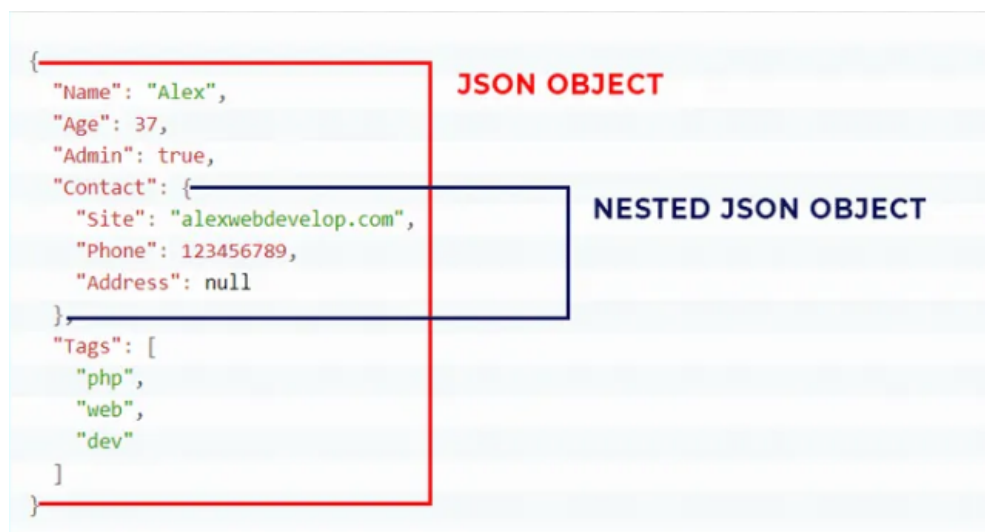 {
"Name": "Alex",
JSON OBJECT
"Age": 37,
"Admin": true,
"Contact": {
NESTED JSON OBJECT
"Site": "alexwebdevelop.com",
"Phone": 123456789,
"Address": null
},
"Tags": [
"php",
"web",
"dev"
]
}